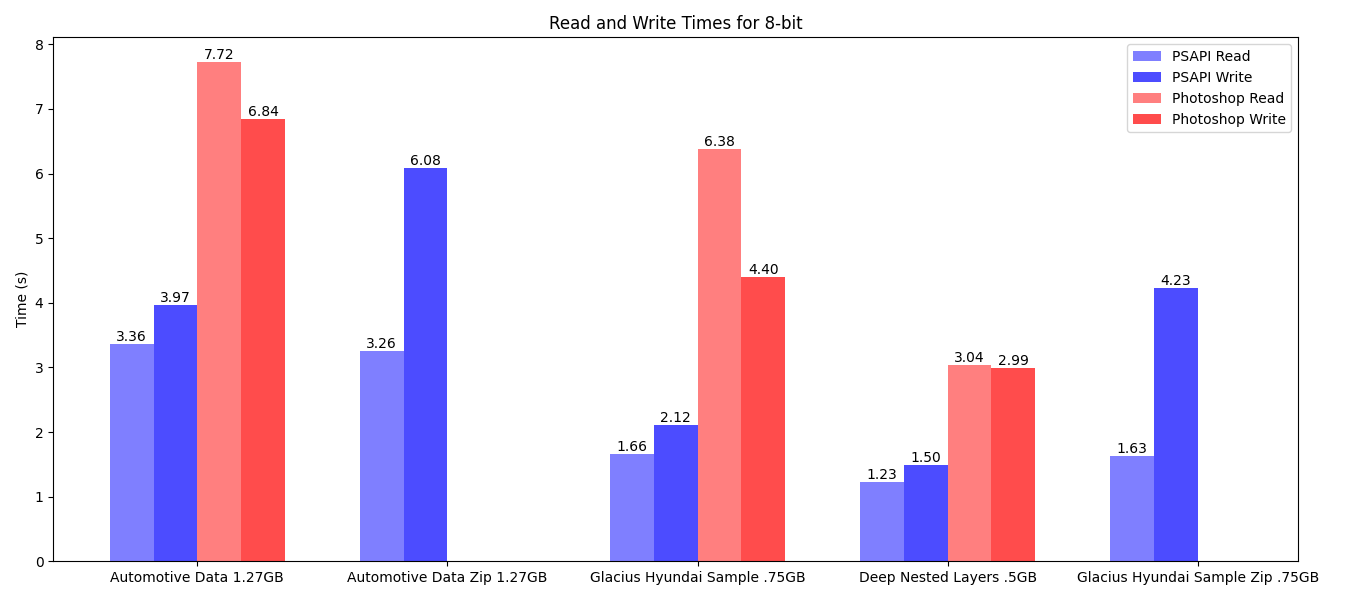 Read and Write Times for 8-bit
PSAPI Read
PSAPI Write
Photoshop Read
Photoshop Write
Time (s)
8
7
6
5
4
3
2
1
0
3.36
3.97
7.72
6.84
3.26
6.08
1.66
2.12
6.38
4.40
1.23
1.50
3.04
2.99
1.63
4.23
Automotive Data 1.27GB
Automotive Data Zip 1.27GB
Glacius Hyundai Sample .75GB
Deep Nested Layers .5GB
Glacius Hyundai Sample Zip .75GB